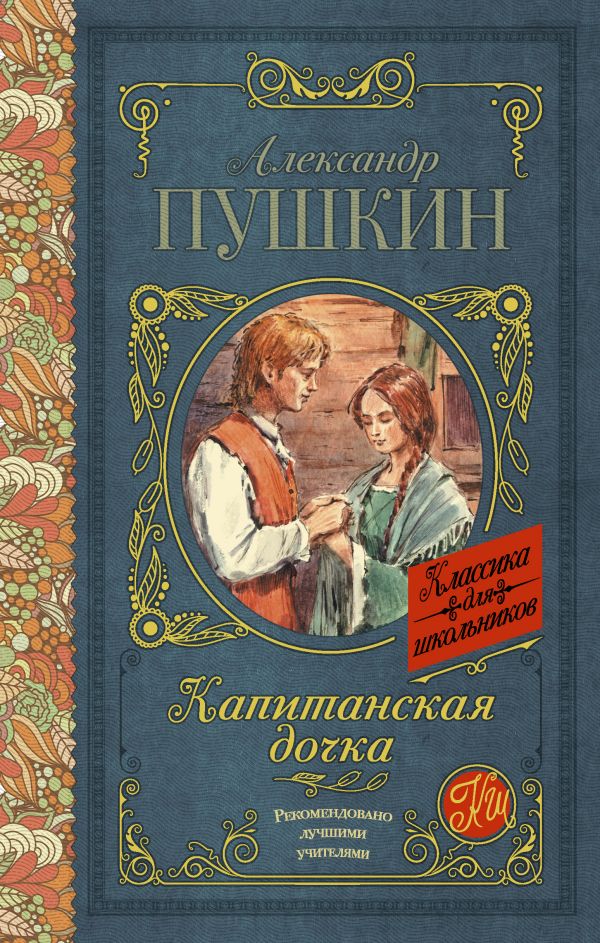 Александр
ПУШКИН
Классика
для
школьников
Капитанская
дочка
Рекомендовано
лучшими
учителями
КШ